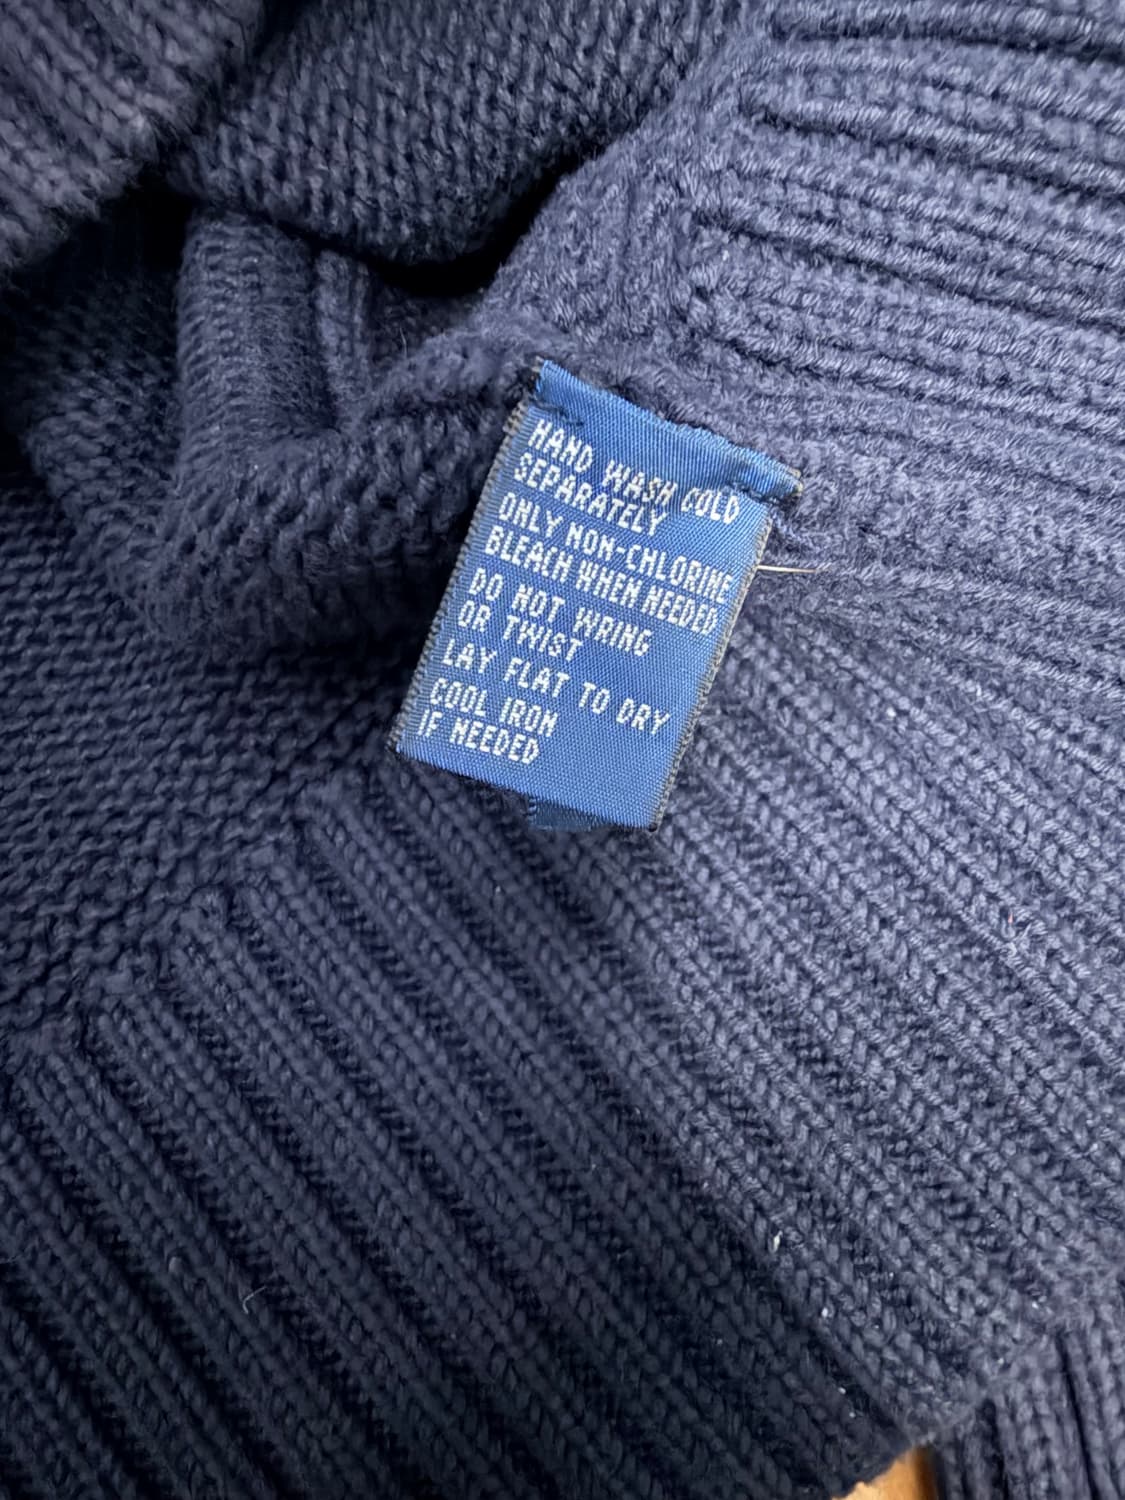 HAND WASH COLD
SEPARATELY
ONLY NON-CHLORINE
BLEACH WHEN NEEDED
DO NOT WRING
OR TWIST
LAY FLAT TO DRY
COOL IRON
IF NEEDED